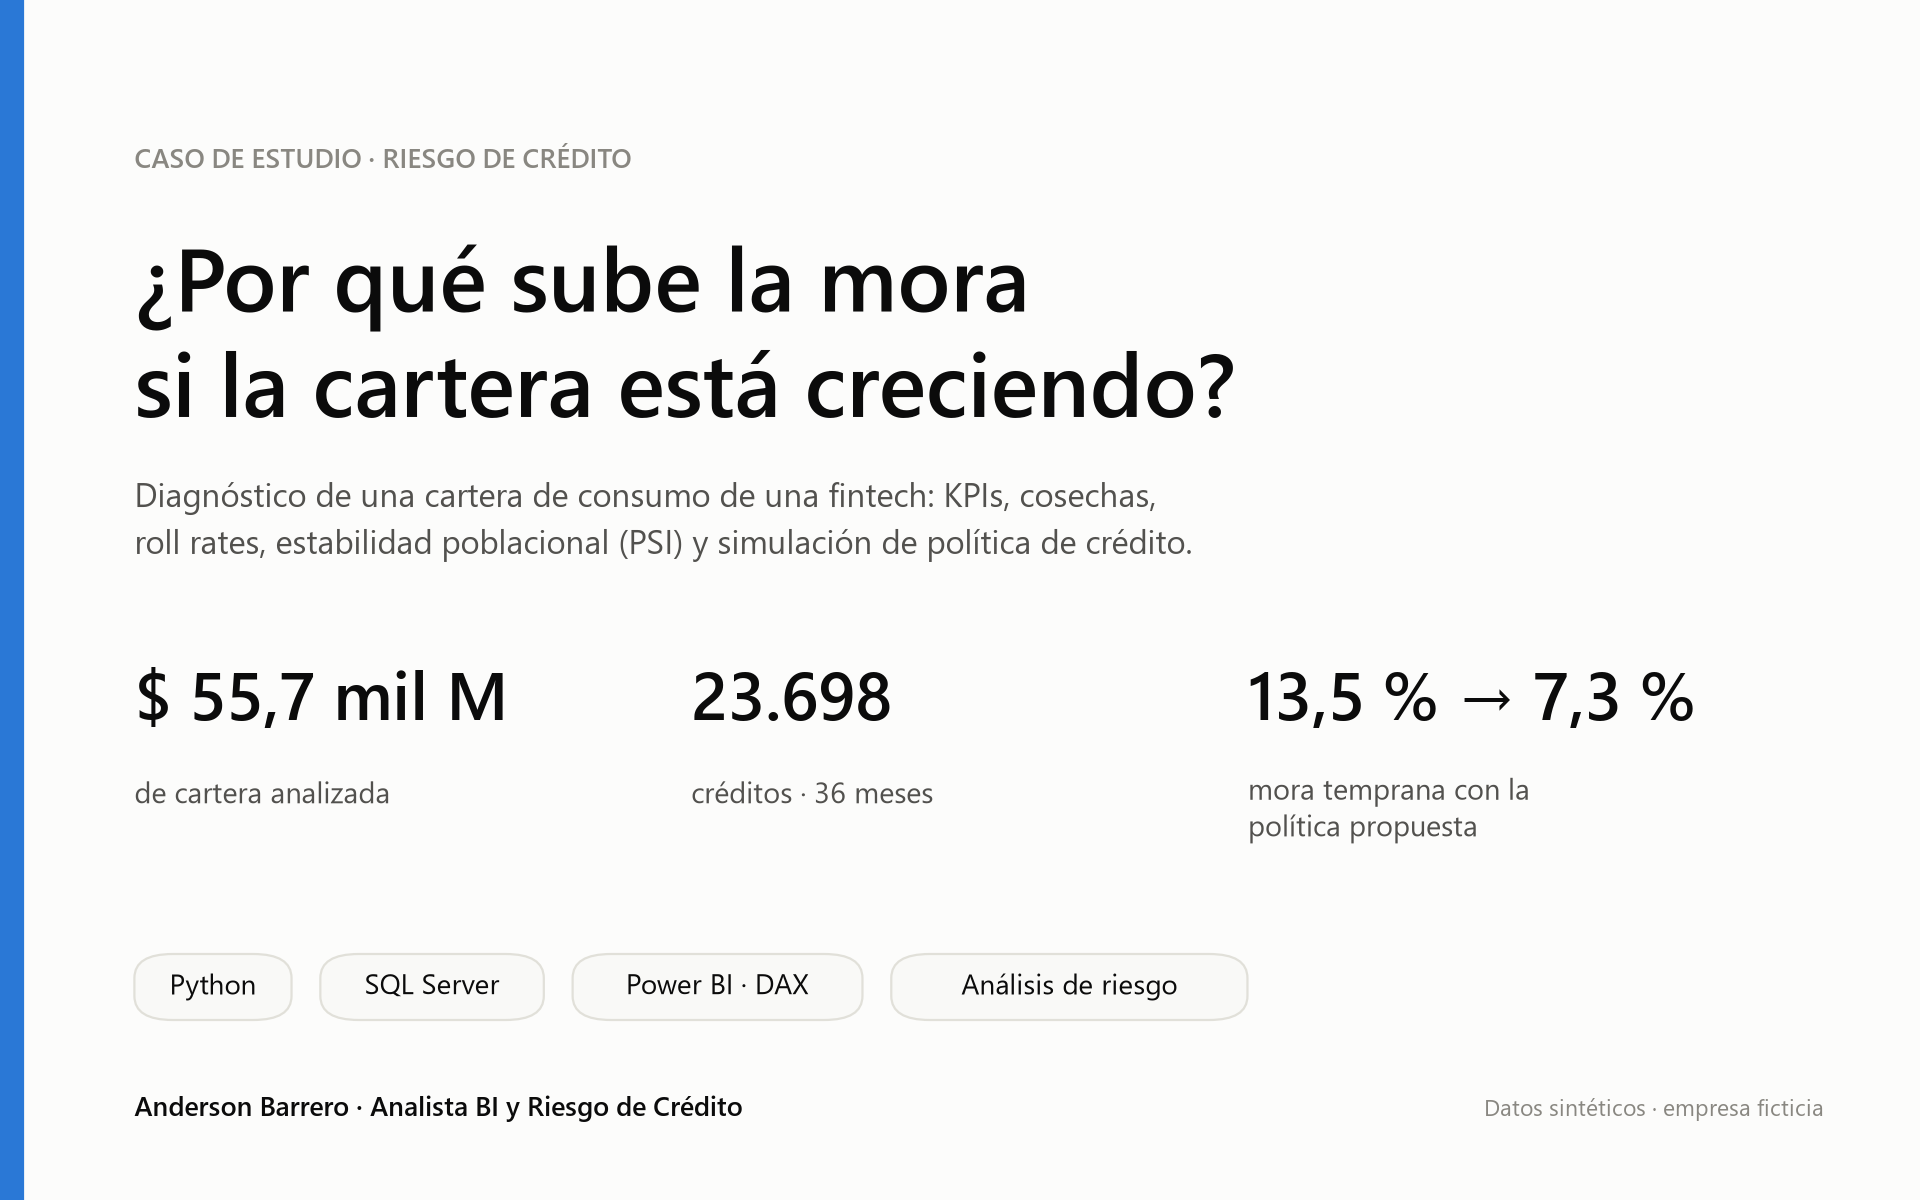 CASO DE ESTUDIO · RIESGO DE CRÉDITO
¿Por qué sube la mora
si la cartera está creciendo?
Diagnóstico de una cartera de consumo de una fintech: KPIs, cosechas,
roll rates, estabilidad poblacional (PSI) y simulación de política de crédito.
$ 55,7 mil M
de cartera analizada
23.698
créditos · 36 meses
13,5 % → 7,3 %
mora temprana con la
política propuesta
Python
SQL Server
Power BI · DAX
Análisis de riesgo
Anderson Barrero · Analista BI y Riesgo de Crédito
Datos sintéticos · empresa ficticia